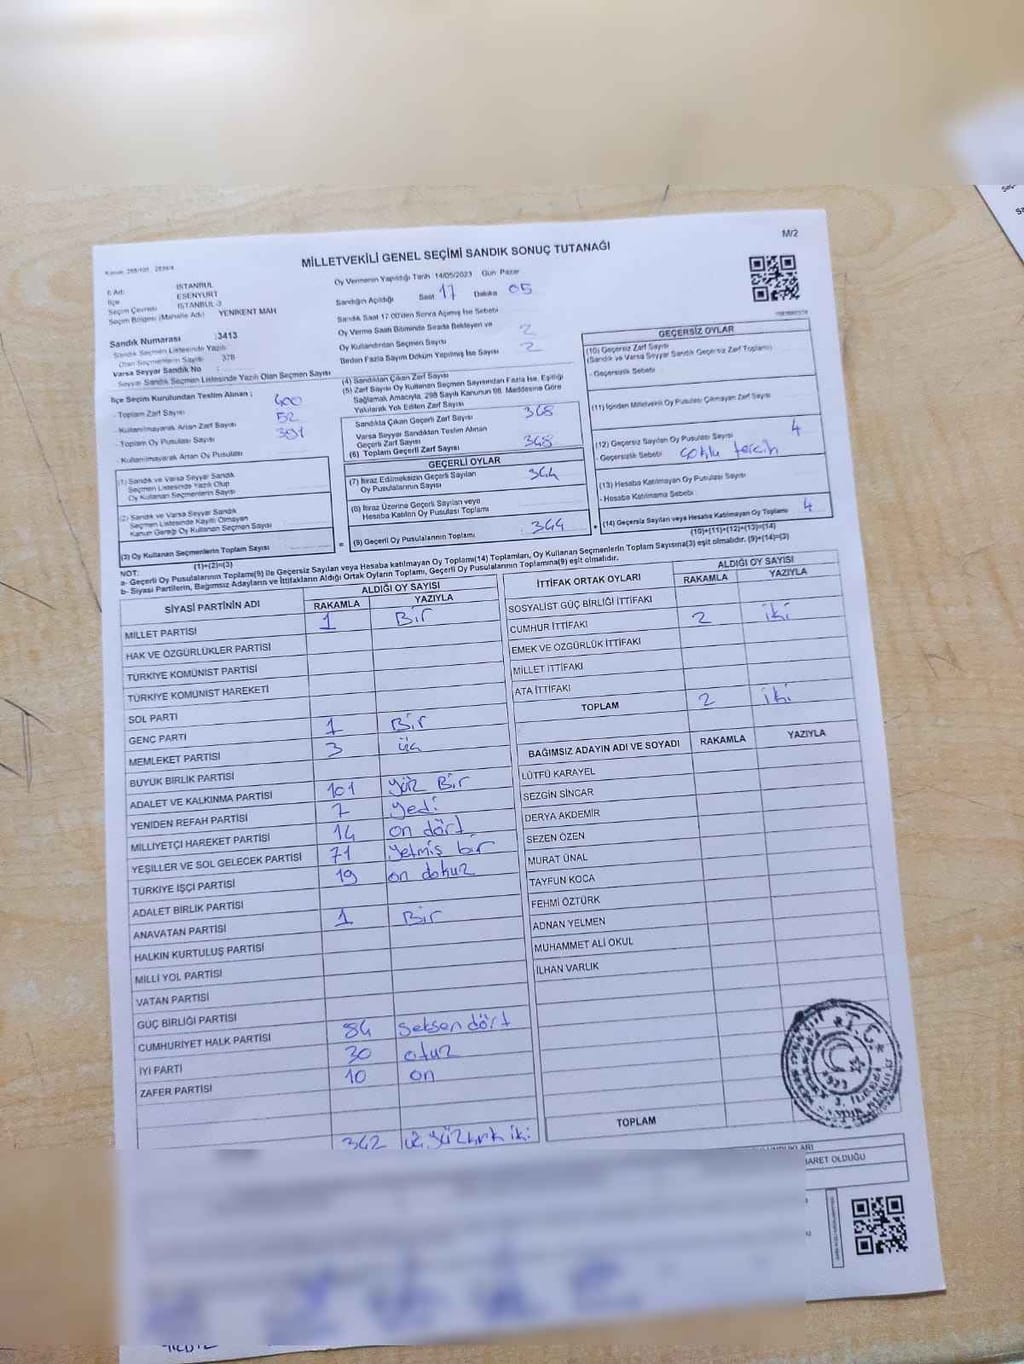 M/2
MİLLETVEKİLİ GENEL SEÇİMİ SANDIK SONUÇ TUTANAĞI
İl Adı: İSTANBUL
İlçe ESENYURT
Seçim Çevresi İSTANBUL-3
Seçim Bölgesi (Mahalle Adı) YENİKENT MAH
Sandık Numarası :3413
Sandık Seçmen Listesinde Yazılı
Olan Seçmenlerin Sayısı : 378
Varsa Seyyar Sandık No :
Seyyar Sandık Seçmen Listesinde Yazılı Olan Seçmen Sayısı
Oy Vermenin Yapıldığı Tarih 14/05/2023 Gün Pazar
Sandığın Açıldığı Saat 17 Dakika 05
Sandık Saat 17.00'den Sonra Açılmış İse Sebebi
Oy Verme Saati Bitiminde Sırada Bekleyen ve 2
Oy Kullandırılan Seçmen Sayısı 2
Birden Fazla Sayım Döküm Yapılmış İse Sayısı
İlçe Seçim Kurulundan Teslim Alınan ;
- Toplam Zarf Sayısı 400
- Kullanılmayarak Artan Zarf Sayısı 52
- Toplam Oy Pusulası Sayısı 391
- Kullanılmayarak Artan Oy Pusulası
(1) Sandık ve Varsa Seyyar Sandık
Seçmen Listesinde Yazılı Olup
Oy Kullanan Seçmenlerin Sayısı
(2) Sandık ve Varsa Seyyar Sandık
Seçmen Listesinde Kayıtlı Olmayan
Kanun Gereği Oy Kullanan Seçmen Sayısı
(3) Oy Kullanan Seçmenlerin Toplam Sayısı
(1)+(2)=(3)
(4) Sandıktan Çıkan Zarf Sayısı
(5) Zarf Sayısı Oy Kullanan Seçmen Sayısından Fazla İse, Eşitliği
Sağlamak Amacıyla, 298 Sayılı Kanunun 98. Maddesine Göre
Yakılarak Yok Edilen Zarf Sayısı
Sandıkta Çıkan Geçerli Zarf Sayısı 348
Varsa Seyyar Sandıktan Teslim Alınan
Geçerli Zarf Sayısı
(6) Toplam Geçerli Zarf Sayısı 348
GEÇERLİ OYLAR
(7) İtiraz Edilmeksizin Geçerli Sayılan 344
Oy Pusulalarının Sayısı
(8) İtiraz Üzerine Geçerli Sayılan veya
Hesaba Katılan Oy Pusulası Toplamı
(9) Geçerli Oy Pusulalarının Toplamı 344
GEÇERSİZ OYLAR
(10) Geçersiz Zarf Sayısı
(Sandık ve Varsa Seyyar Sandık Geçersiz Zarf Toplamı)
- Geçersizlik Sebebi
(11) İçinden Milletvekili Oy Pusulası Çıkmayan Zarf Sayısı
(12) Geçersiz Sayılan Oy Pusulası Sayısı 4
- Geçersizlik Sebebi çoklu tercih
(13) Hesaba Katılmayan Oy Pusulası Sayısı
- Hesaba Katılmama Sebebi
(14) Geçersiz Sayılan veya Hesaba Katılmayan Oy Toplamı 4
(10)+(11)+(12)+(13)=(14)
NOT:
a- Geçerli Oy Pusulalarının Toplamı(9) ile Geçersiz Sayılan veya Hesaba katılmayan Oy Toplamı(14) Toplamları, Oy Kullanan Seçmenlerin Toplam Sayısına(3) eşit olmalıdır. (9)+(14)=(3)
b- Siyasi Partilerin, Bağımsız Adayların ve İttifakların Aldığı Ortak Oyların Toplamı, Geçerli Oy Pusulalarının Toplamına(9) eşit olmalıdır.
SİYASİ PARTİNİN ADI ALDIĞI OY SAYISI
RAKAMLA YAZIYLA
MİLLET PARTİSİ 1 Bir
HAK VE ÖZGÜRLÜKLER PARTİSİ
TÜRKİYE KOMÜNİST PARTİSİ
TÜRKİYE KOMÜNİST HAREKETİ
SOL PARTİ
GENÇ PARTİ 1 Bir
MEMLEKET PARTİSİ 3 üç
BÜYÜK BİRLİK PARTİSİ
ADALET VE KALKINMA PARTİSİ 101 yüz Bir
YENİDEN REFAH PARTİSİ 7 yedi
MİLLİYETÇİ HAREKET PARTİSİ 14 on dört
YEŞİLLER VE SOL GELECEK PARTİSİ 71 yetmiş bir
TÜRKİYE İŞÇİ PARTİSİ 19 on dokuz
ADALET BİRLİK PARTİSİ
ANAVATAN PARTİSİ 1 Bir
HALKIN KURTULUŞ PARTİSİ
MİLLİ YOL PARTİSİ
VATAN PARTİSİ
GÜÇ BİRLİĞİ PARTİSİ
CUMHURİYET HALK PARTİSİ 84 seksen dört
İYİ PARTİ 30 otuz
ZAFER PARTİSİ 10 on
342 üçyüzkırk iki
İTTİFAK ORTAK OYLARI ALDIĞI OY SAYISI
RAKAMLA YAZIYLA
SOSYALİST GÜÇ BİRLİĞİ İTTİFAKI
CUMHUR İTTİFAKI 2 iki
EMEK VE ÖZGÜRLÜK İTTİFAKI
MİLLET İTTİFAKI
ATA İTTİFAKI
TOPLAM 2 iki
BAĞIMSIZ ADAYIN ADI VE SOYADI RAKAMLA YAZIYLA
LÜTFÜ KARAYEL
SEZGİN SİNCAR
DERYA AKDEMİR
SEZEN ÖZEN
MURAT ÜNAL
TAYFUN KOCA
FEHMİ ÖZTÜRK
ADNAN YELMEN
MUHAMMET ALİ OKUL
İLHAN VARLIK
TOPLAM
T.C.
1923